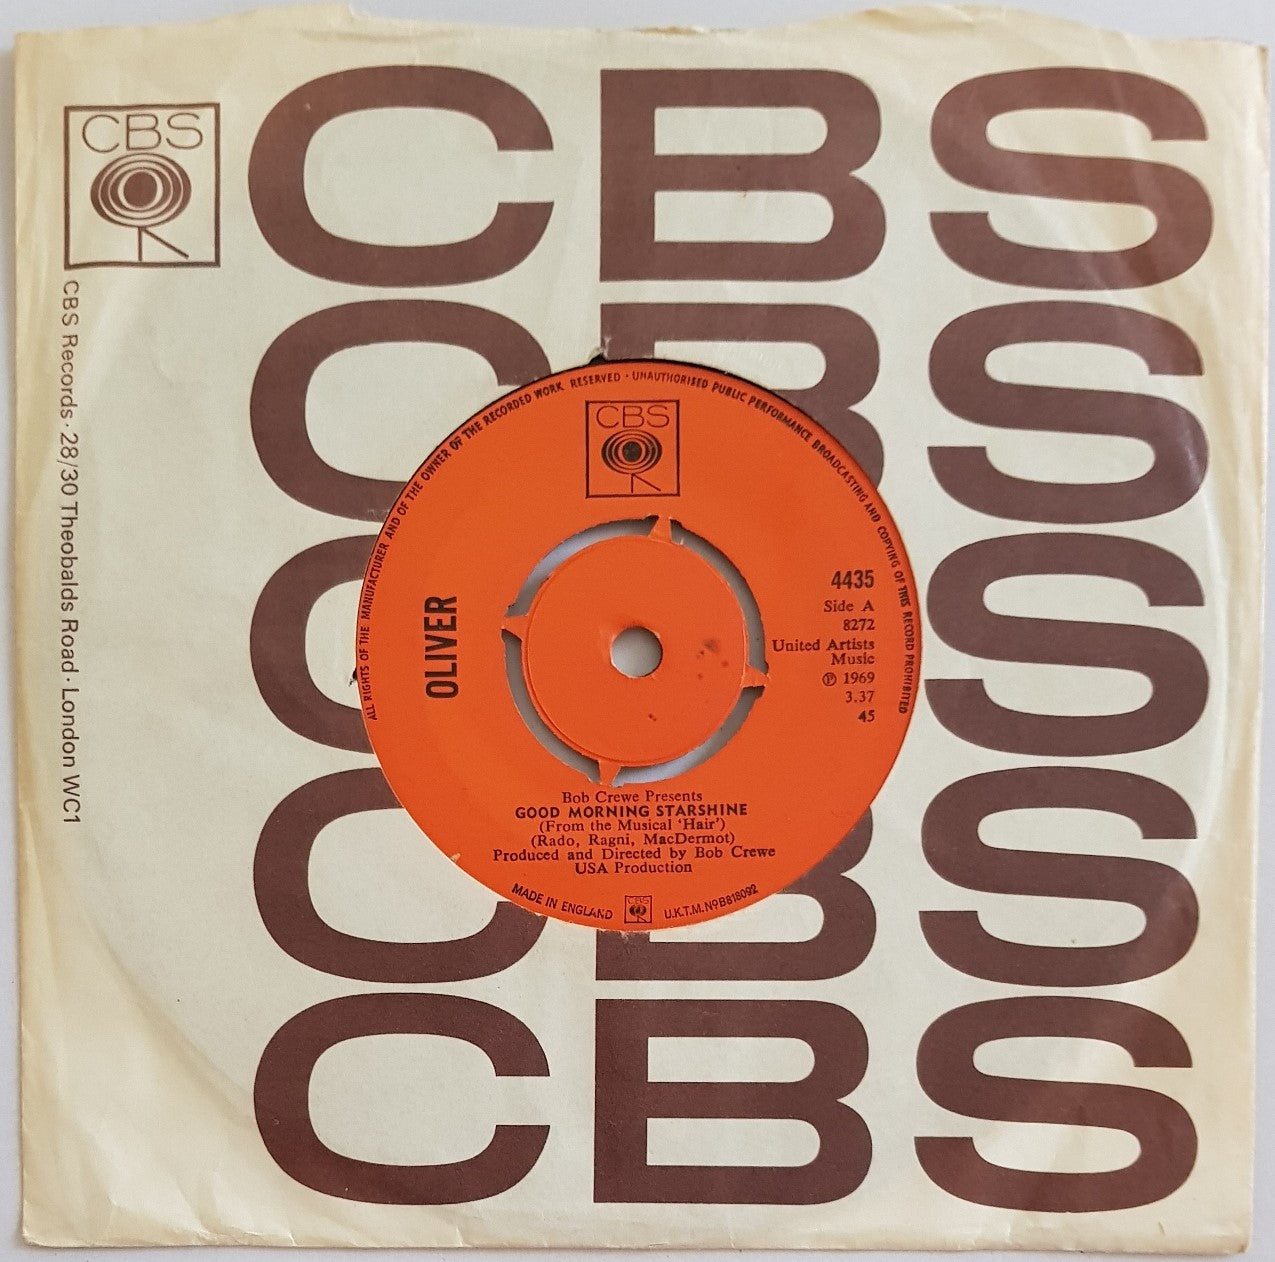 CBS
CBS Records · 28/30 Theobalds Road · London WC1
CBS
CBS
CBS
CBS
CBS
ALL RIGHTS OF THE MANUFACTURER AND OF THE OWNER OF THE RECORDED WORK RESERVED · UNAUTHORISED PUBLIC PERFORMANCE BROADCASTING AND COPYING OF THIS RECORD PROHIBITED
CBS
OLIVER
4435
Side A
8272
United Artists
Music
℗ 1969
3.37
45
Bob Crewe Presents
GOOD MORNING STARSHINE
(From the Musical ‘Hair’)
(Rado, Ragni, MacDermot)
Produced and Directed by Bob Crewe
USA Production
MADE IN ENGLAND
CBS
U.K.T.M. Nº B818092